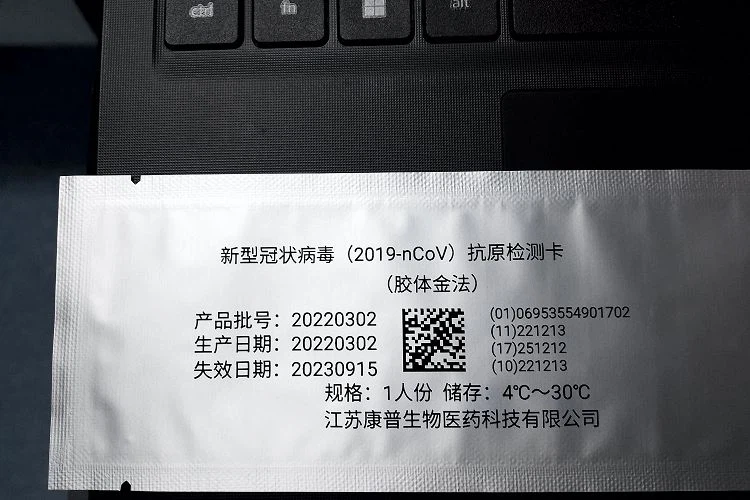 ctrl fn alt
新型冠状病毒（2019-nCoV）抗原检测卡
（胶体金法）
产品批号：20220302
生产日期：20220302
失效日期：20230915
(01)06953554901702
(11)221213
(17)251212
(10)221213
规格：1人份 储存：4℃～30℃
江苏康普生物医药科技有限公司